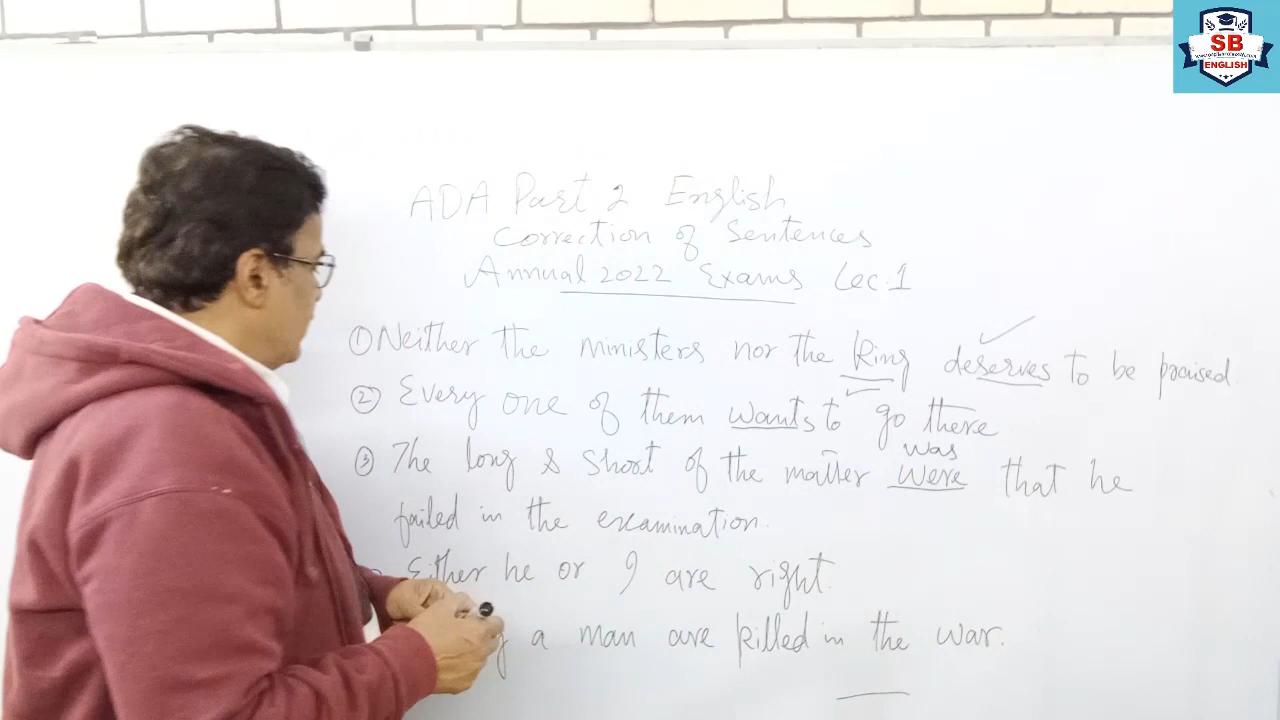 SB
ENGLISH
ADA Part 2 English
Correction of Sentences
Annual 2022 Exams Lec.1
① Neither the ministers nor the King deserves to be praised.
② Every one of them wants to go there
was
③ The long & short of the matter were that he
failed in the examination.
Either he or I are right.
a man are killed in the war.